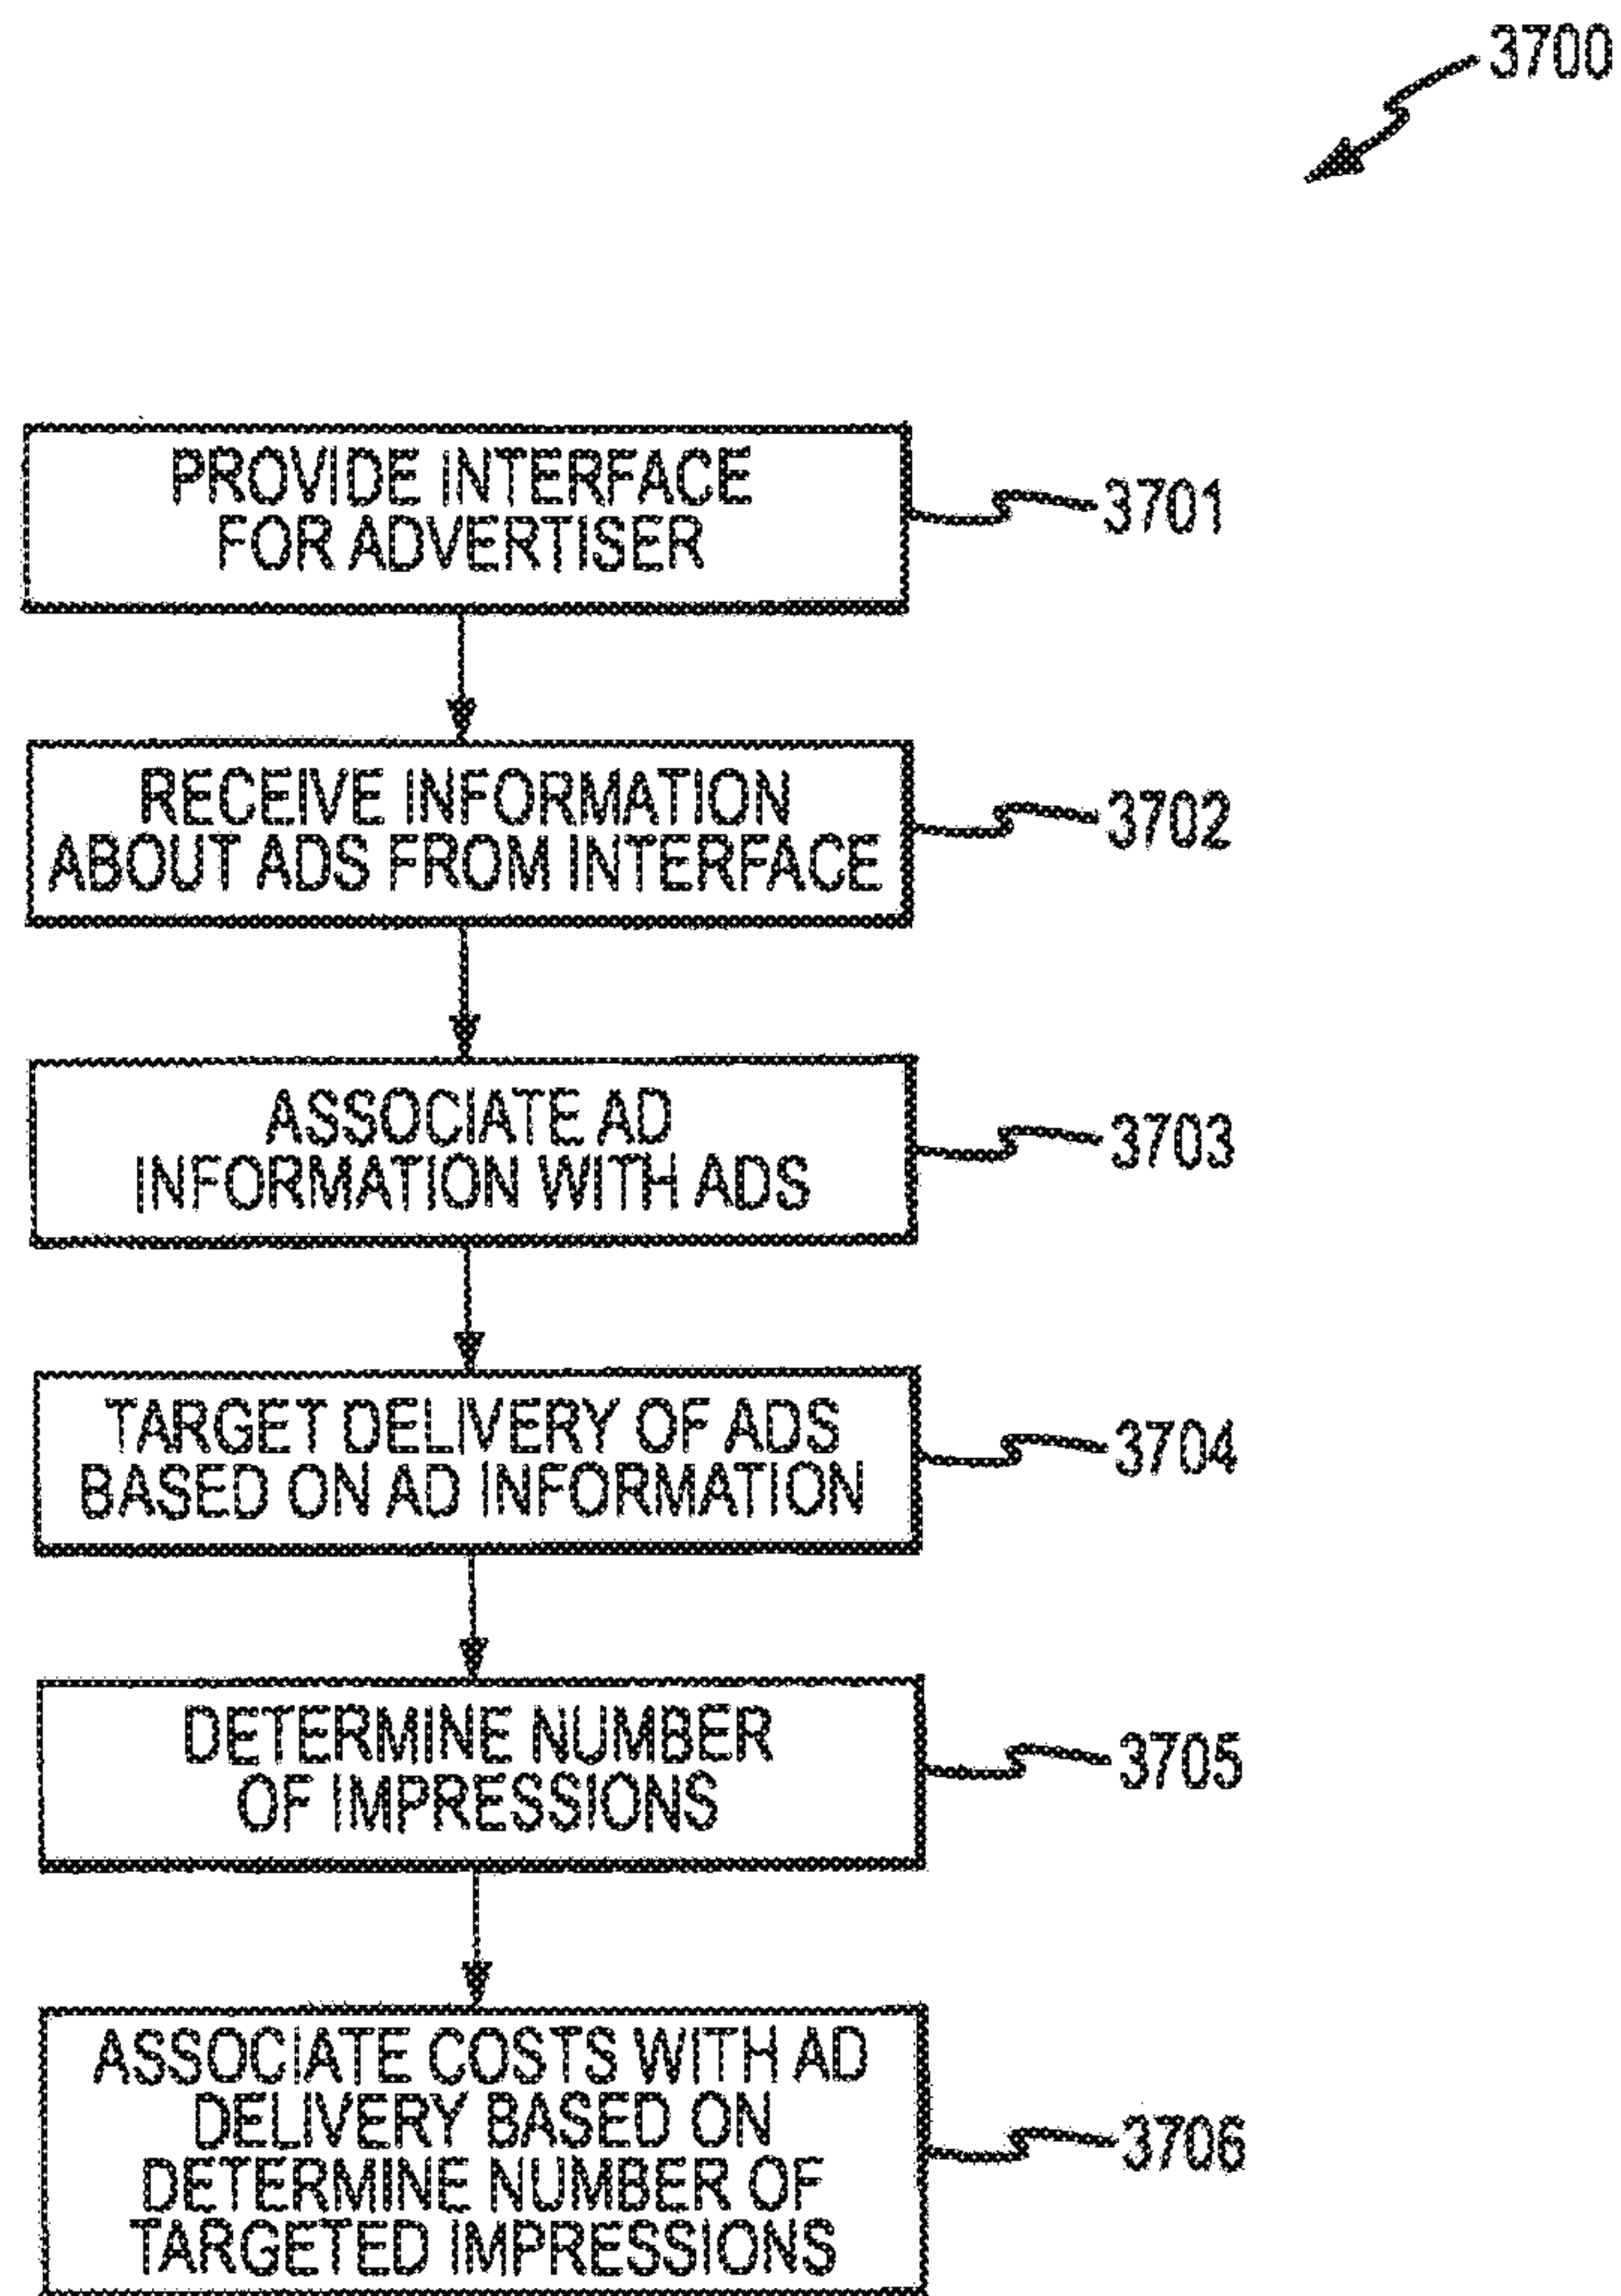 3700
PROVIDE INTERFACE
FOR ADVERTISER
3701
RECEIVE INFORMATION
ABOUT ADS FROM INTERFACE
3702
ASSOCIATE AD
INFORMATION WITH ADS
3703
TARGET DELIVERY OF ADS
BASED ON AD INFORMATION
3704
DETERMINE NUMBER
OF IMPRESSIONS
3705
ASSOCIATE COSTS WITH AD
DELIVERY BASED ON
DETERMINE NUMBER OF
TARGETED IMPRESSIONS
3706